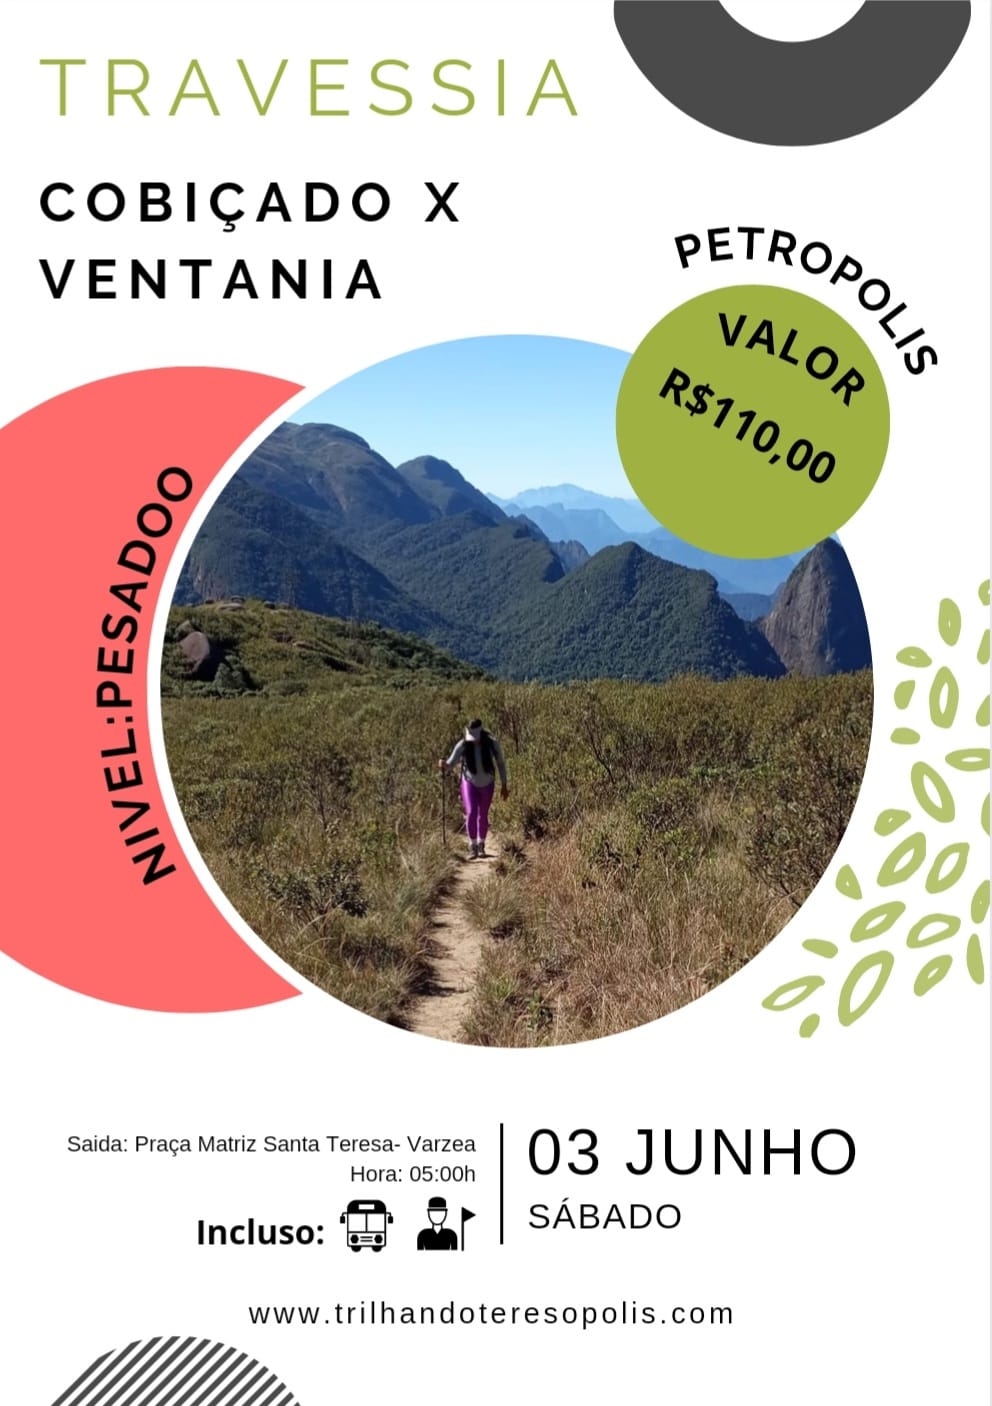 TRAVESSIA
COBIÇADO X
VENTANIA
PETROPOLIS
VALOR
R$110,00
NIVEL:PESADOO
Saida: Praça Matriz Santa Teresa- Varzea
Hora: 05:00h
Incluso:
03 JUNHO
SÁBADO
www.trilhandoteresopolis.com